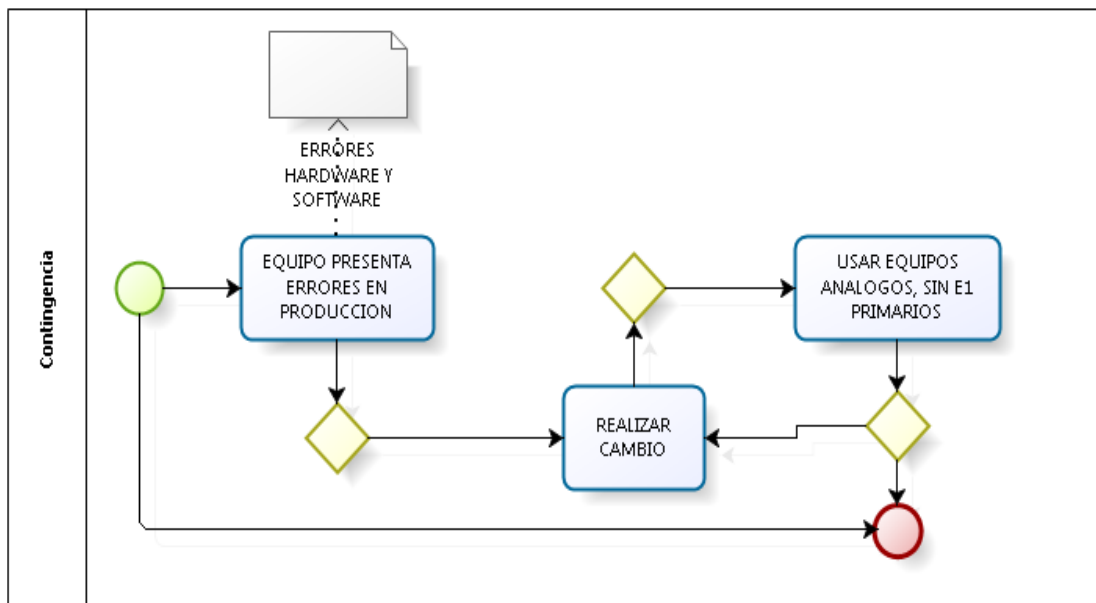 Contingencia
ERRORES
HARDWARE Y
SOFTWARE
EQUIPO PRESENTA
ERRORES EN
PRODUCCION
REALIZAR
CAMBIO
USAR EQUIPOS
ANALOGOS, SIN E1
PRIMARIOS